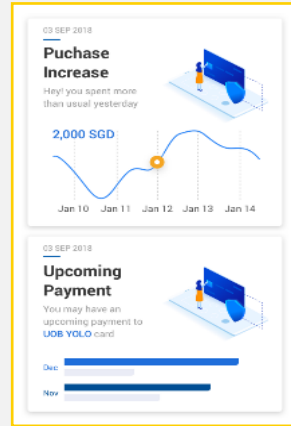 03 SEP 2018
Puchase
Increase
Hey! you spent more
than usual yesterday
2,000 SGD
Jan 10 Jan 11 Jan 12 Jan 13 Jan 14
03 SEP 2018
Upcoming
Payment
You may have an
upcoming payment to
UOB YOLO card
Dec
Nov